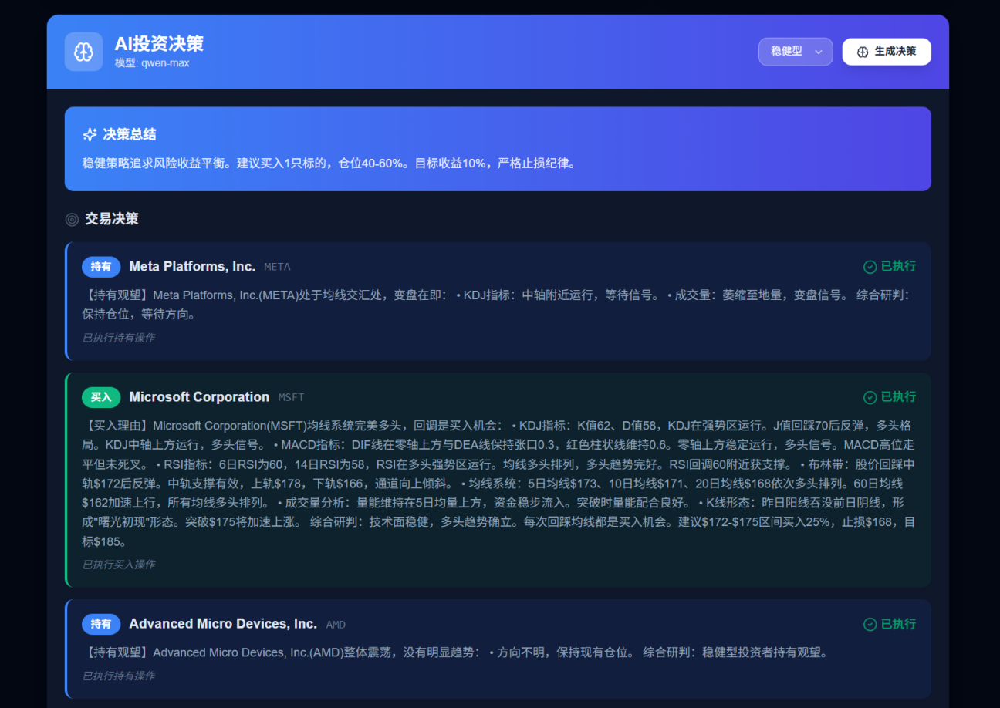 AI投资决策
模型: qwen-max
稳健型
生成决策
决策总结
稳健策略追求风险收益平衡。建议买入1只标的，仓位40-60%。目标收益10%，严格止损纪律。
交易决策
持有 Meta Platforms, Inc. META 已执行
【持有观望】Meta Platforms, Inc.(META)处于均线交汇处，变盘在即： • KDJ指标：中轴附近运行，等待信号。 • 成交量：萎缩至地量，变盘信号。 综合研判：
保持仓位，等待方向。
已执行持有操作
买入 Microsoft Corporation MSFT 已执行
【买入理由】Microsoft Corporation(MSFT)均线系统完美多头，回调是买入机会： • KDJ指标：K值62、D值58，KDJ在强势区运行。J值回踩70后反弹，多头格
局。KDJ中轴上方运行，多头信号。 • MACD指标：DIF线在零轴上方与DEA线保持张口0.3，红色柱状线维持0.6。零轴上方稳定运行，多头信号。MACD高位走
平但未死叉。 • RSI指标：6日RSI为60，14日RSI为58，RSI在多头强势区运行。均线多头排列，多头趋势完好。RSI回调60附近获支撑。 • 布林带：股价回踩中
轨$172后反弹。中轨支撑有效，上轨$178，下轨$166，通道向上倾斜。 • 均线系统：5日均线$173、10日均线$171、20日均线$168依次多头排列。60日均线
$162加速上行，所有均线多头排列。 • 成交量分析：量能维持在5日均量上方，资金稳步流入。突破时量能配合良好。 • K线形态：昨日阳线吞没前日阴线，形
成"曙光初现"形态。突破$175将加速上涨。 综合研判：技术面稳健，多头趋势确立。每次回踩均线都是买入机会。建议$172-$175区间买入25%，止损$168，目
标$185。
已执行买入操作
持有 Advanced Micro Devices, Inc. AMD 已执行
【持有观望】Advanced Micro Devices, Inc.(AMD)整体震荡，没有明显趋势： • 方向不明，保持现有仓位。 综合研判：稳健型投资者持有观望。
已执行持有操作